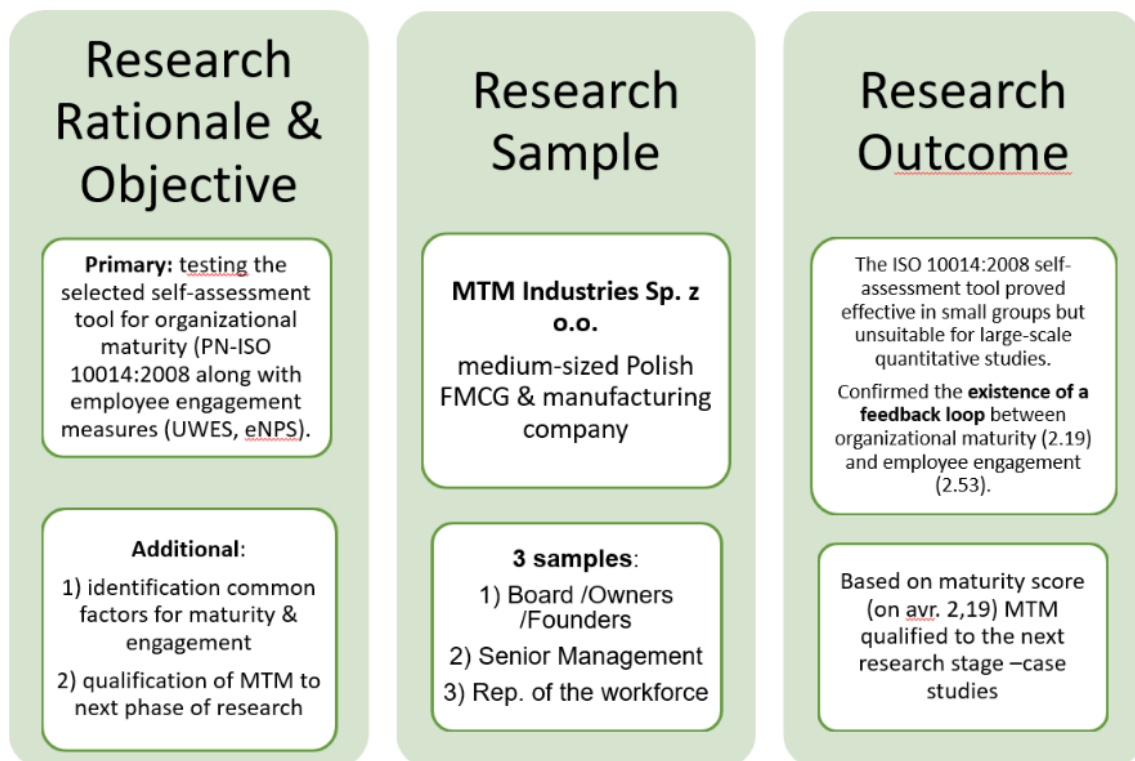 Research
Rationale &
Objective
Primary: testing the
selected self-assessment
tool for organizational
maturity (PN-ISO
10014:2008 along with
employee engagement
measures (UWES, eNPS).
Additional:
1) identification common
factors for maturity &
engagement
2) qualification of MTM to
next phase of research
Research
Sample
MTM Industries Sp. z
o.o.
medium-sized Polish
FMCG & manufacturing
company
3 samples:
1) Board /Owners
/Founders
2) Senior Management
3) Rep. of the workforce
Research
Outcome
The ISO 10014:2008 self-
assessment tool proved
effective in small groups but
unsuitable for large-scale
quantitative studies.
Confirmed the existence of a
feedback loop between
organizational maturity (2.19)
and employee engagement
(2.53).
Based on maturity score
(on avr. 2,19) MTM
qualified to the next
research stage –case
studies